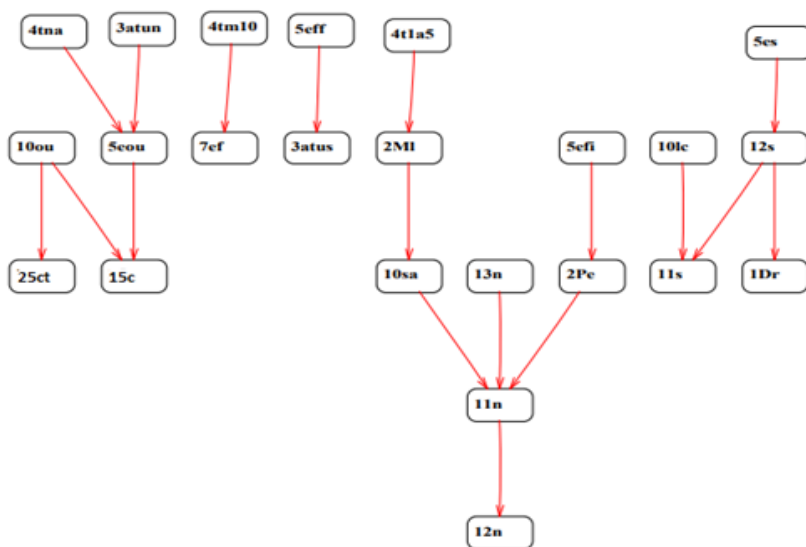 4tna
3atun
4tm10
5eff
4t1a5
5es
10ou
5eou
7ef
3atus
2Ml
5efi
10lc
12s
25ct
15c
10sa
13n
2Pe
11s
1Dr
11n
12n